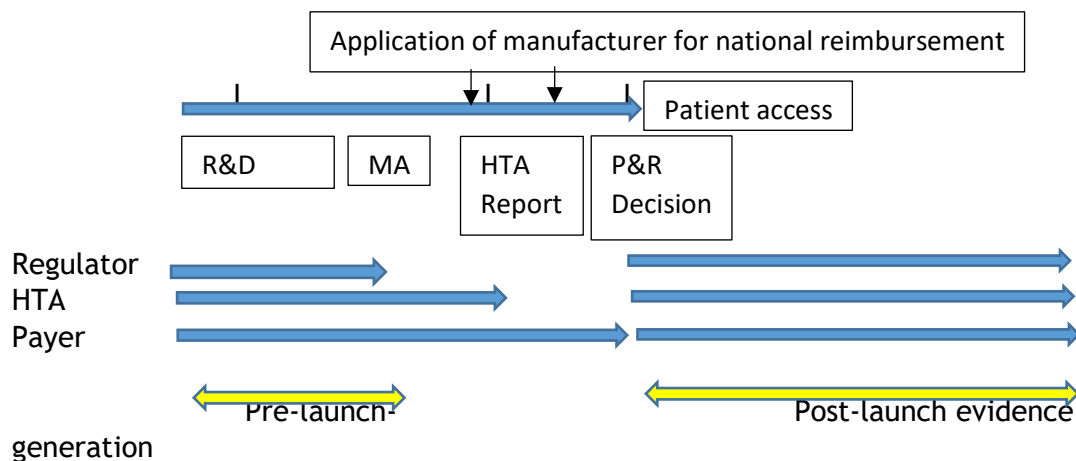 Application of manufacturer for national reimbursement
Patient access
R&D
MA
HTA
Report
P&R
Decision
Regulator
HTA
Payer
Pre-launch-
Post-launch evidence
generation